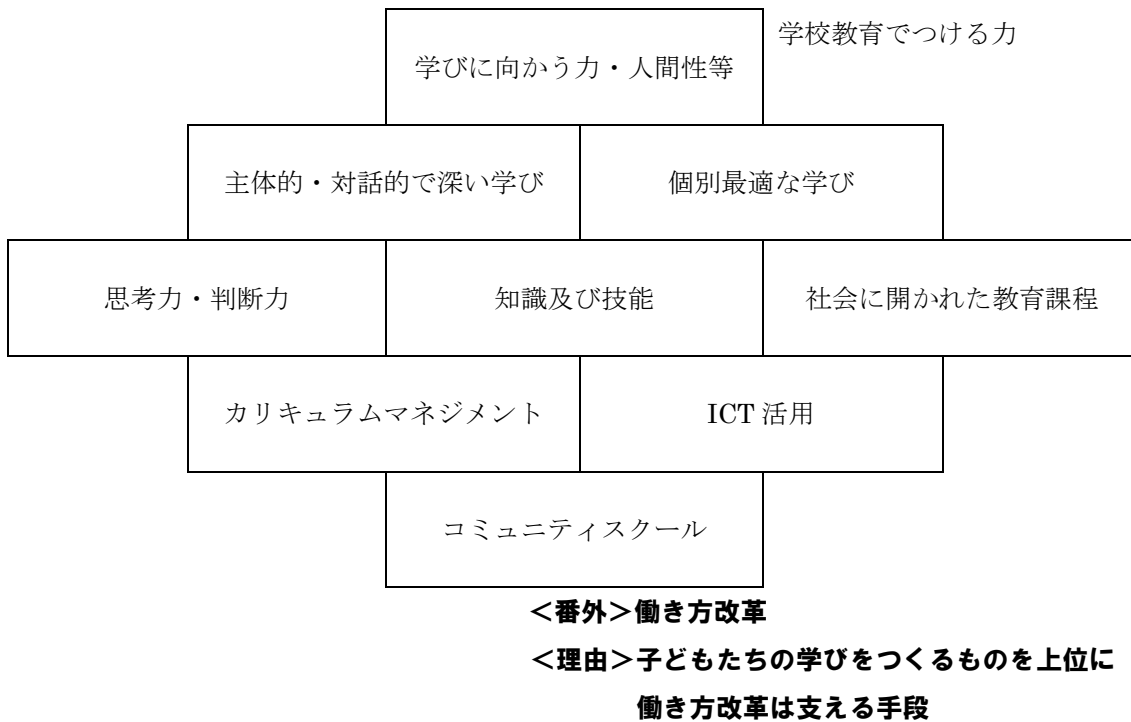 学校教育でつける力
学びに向かう力・人間性等
主体的・対話的で深い学び
個別最適な学び
思考力・判断力
知識及び技能
社会に開かれた教育課程
カリキュラムマネジメント
ICT 活用
コミュニティスクール
＜番外＞働き方改革
＜理由＞子どもたちの学びをつくるものを上位に
働き方改革は支える手段